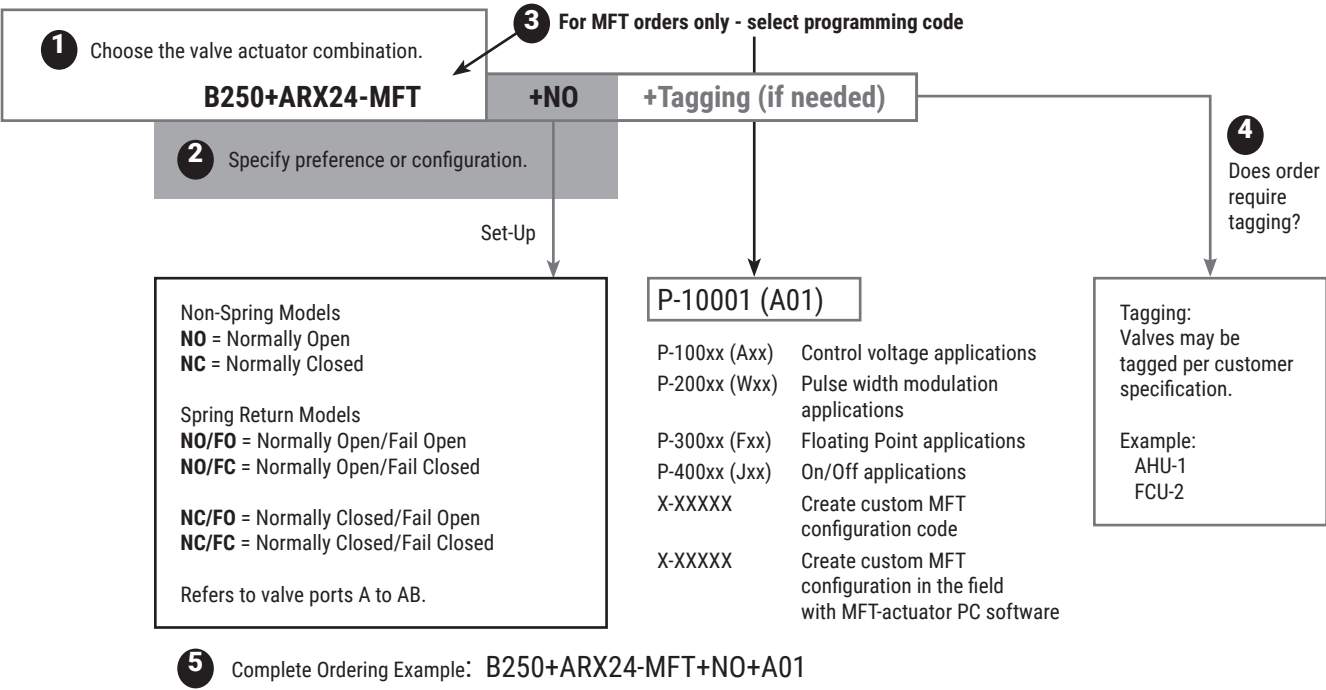 1 Choose the valve actuator combination.
3 For MFT orders only - select programming code
B250+ARX24-MFT +NO +Tagging (if needed)
2 Specify preference or configuration.
4
Does order
require
tagging?
Set-Up
Non-Spring Models
NO = Normally Open
NC = Normally Closed
Spring Return Models
NO/FO = Normally Open/Fail Open
NO/FC = Normally Open/Fail Closed
NC/FO = Normally Closed/Fail Open
NC/FC = Normally Closed/Fail Closed
Refers to valve ports A to AB.
P-10001 (A01)
P-100xx (Axx) Control voltage applications
P-200xx (Wxx) Pulse width modulation
applications
P-300xx (Fxx) Floating Point applications
P-400xx (Jxx) On/Off applications
X-XXXXX Create custom MFT
configuration code
X-XXXXX Create custom MFT
configuration in the field
with MFT-actuator PC software
Tagging:
Valves may be
tagged per customer
specification.
Example:
AHU-1
FCU-2
5 Complete Ordering Example: B250+ARX24-MFT+NO+A01